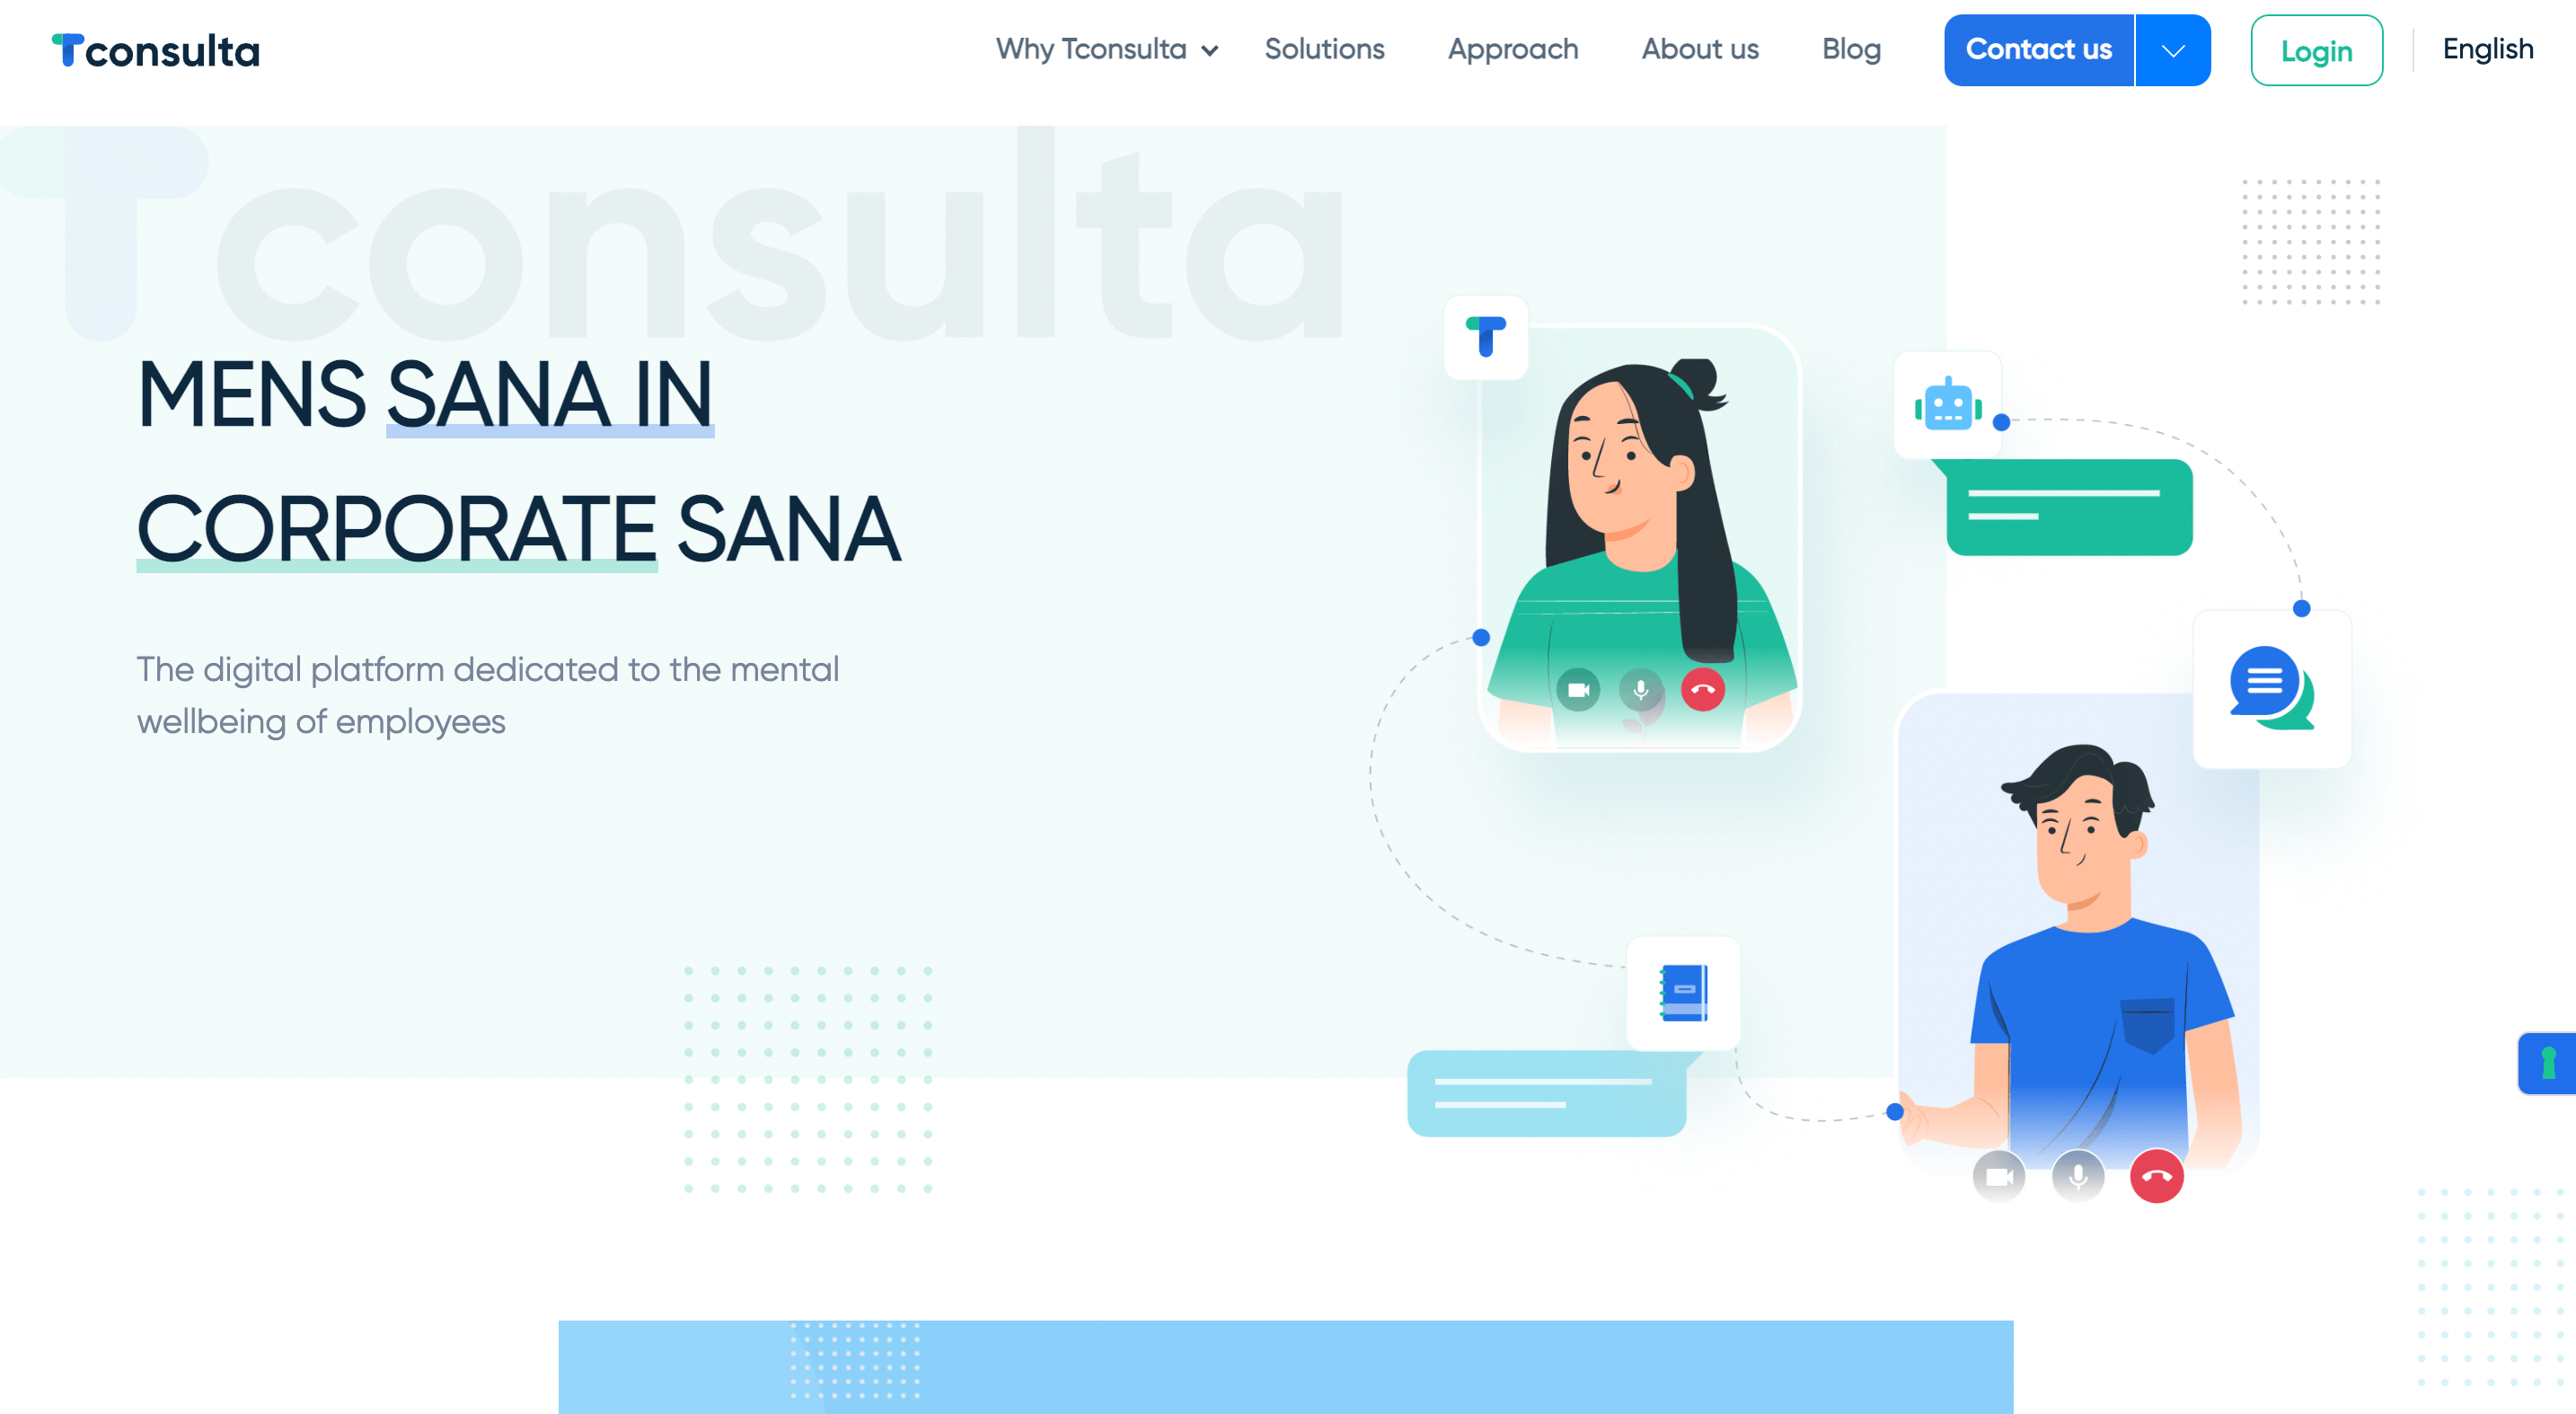 Tconsulta
Why Tconsulta
Solutions
Approach
About us
Blog
Contact us
Login
English
Tconsulta
MENS SANA IN
CORPORATE SANA
The digital platform dedicated to the mental
wellbeing of employees